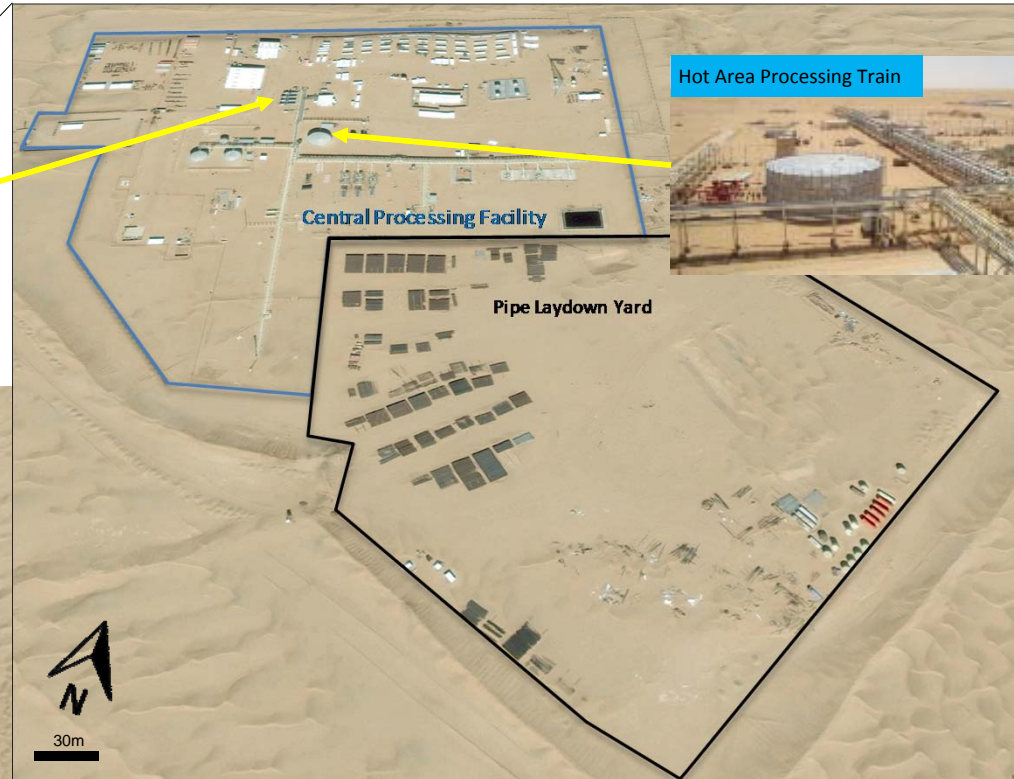 Hot Area Processing Train
Central Processing Facility
Pipe Laydown Yard
N
30m